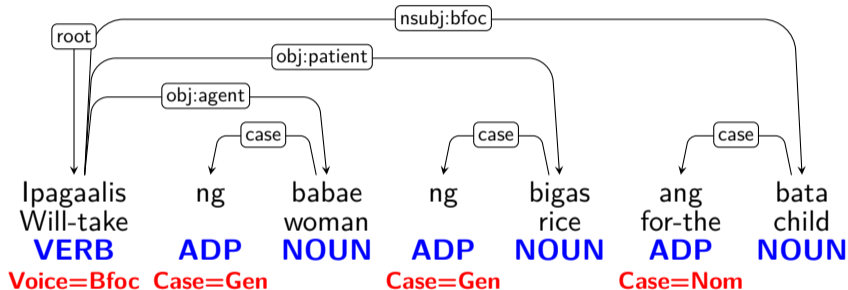 nsubj:bfoc
root
obj:patient
obj:agent
case case case
Ipagaalis ng babae ng bigas ang bata
Will-take woman rice for-the child
VERB ADP NOUN ADP NOUN ADP NOUN
Voice=Bfoc Case=Gen Case=Gen Case=Nom